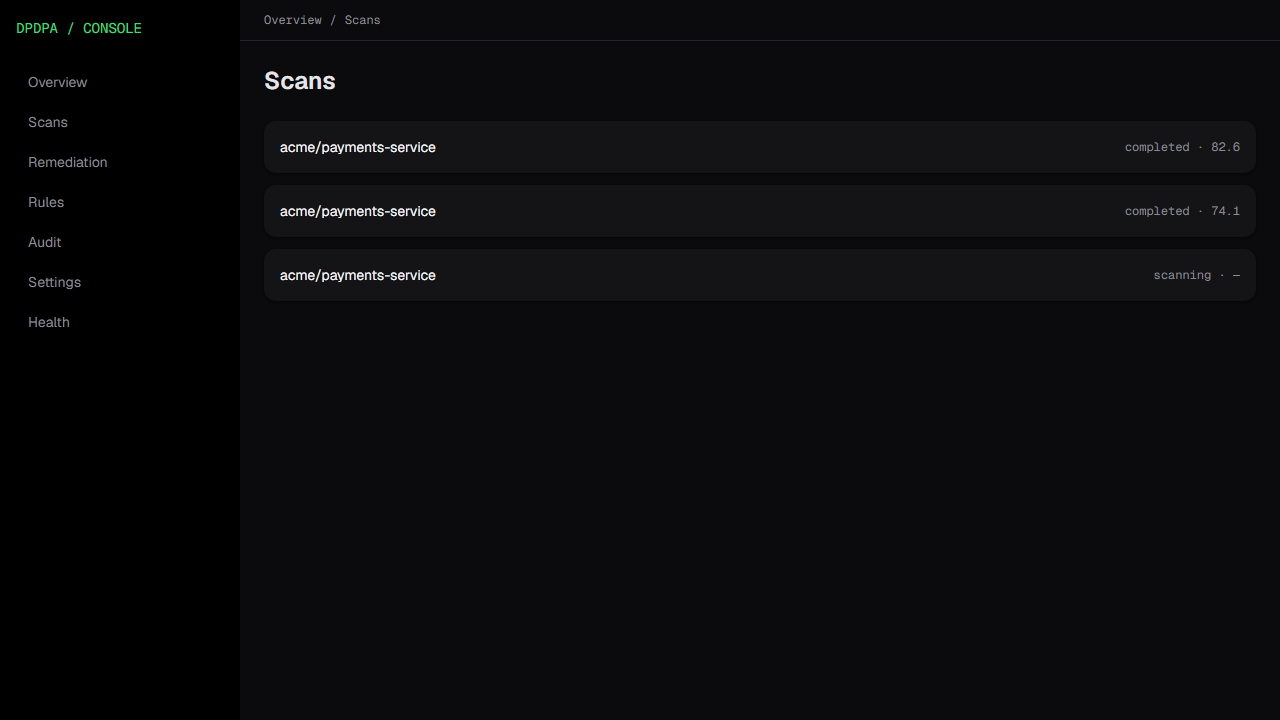 DPDPA / CONSOLE
Overview
Scans
Remediation
Rules
Audit
Settings
Health
Overview / Scans
Scans
acme/payments-service completed · 82.6
acme/payments-service completed · 74.1
acme/payments-service scanning · —